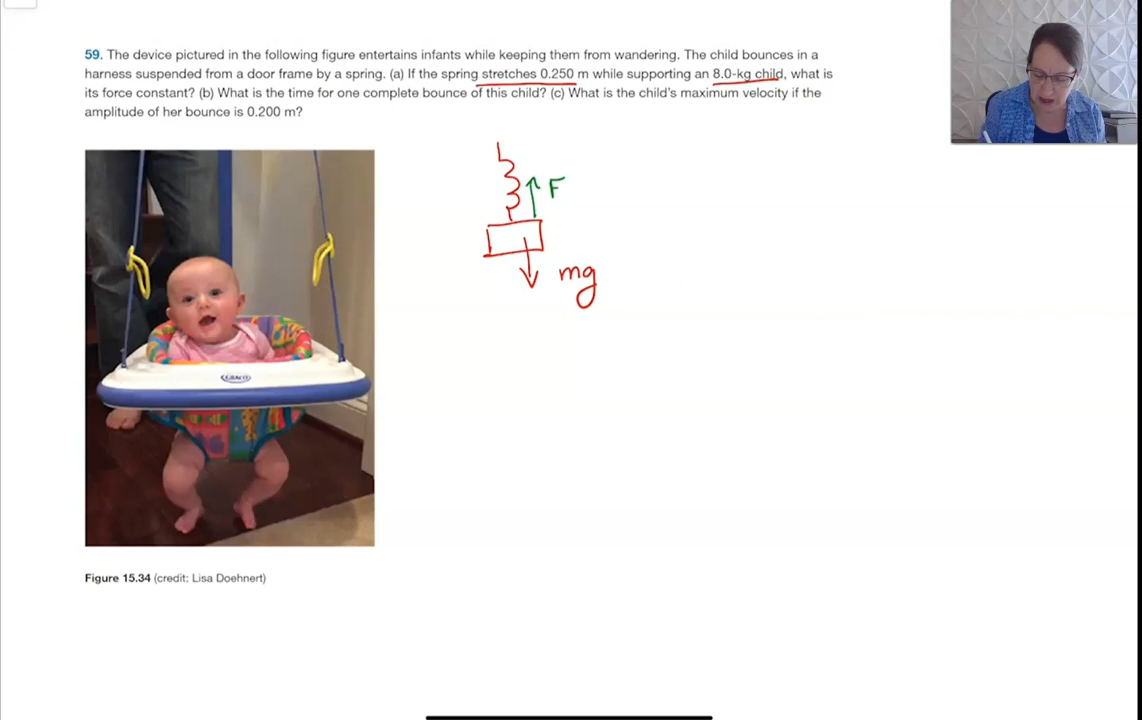 59. The device pictured in the following figure entertains infants while keeping them from wandering. The child bounces in a
harness suspended from a door frame by a spring. (a) If the spring stretches 0.250 m while supporting an 8.0-kg child, what is
its force constant? (b) What is the time for one complete bounce of this child? (c) What is the child's maximum velocity if the
amplitude of her bounce is 0.200 m?
F
mg
GRACO
Figure 15.34 (credit: Lisa Doehnert)